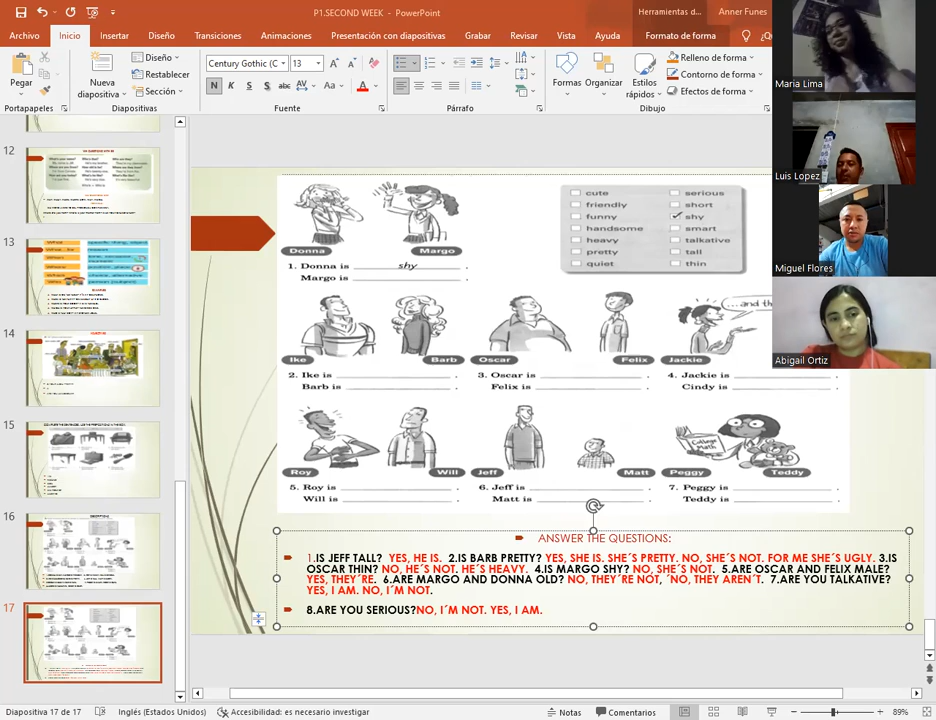 P1.SECOND WEEK - PowerPoint
Herramientas d...
Anner Funes
Archivo
Inicio
Insertar
Diseño
Transiciones
Animaciones
Presentación con diapositivas
Grabar
Revisar
Vista
Ayuda
Formato de forma
Pegar
Portapapeles
Nueva
diapositiva
Diseño
Restablecer
Sección
Diapositivas
Century Gothic (C
13
N K S S abc AV Aa A
Fuente
Párrafo
Formas
Organizar
Estilos
rápidos
Relleno de forma
Contorno de forma
Efectos de forma
Dibujo
Maria Lima
Luis Lopez
Miguel Flores
Abigail Ortiz
12
13
14
15
16
17
cute
friendly
funny
handsome
heavy
pretty
quiet
serious
short
shy
smart
talkative
tall
thin
Donna
Margo
1. Donna is shy .
Margo is .
...and th
Ike
Barb
Oscar
Felix
Jackie
2. Ike is .
Barb is .
3. Oscar is .
Felix is .
4. Jackie is .
Cindy is .
College
Math
Roy
Will
Jeff
Matt
Peggy
Teddy
5. Roy is .
Will is .
6. Jeff is .
Matt is .
7. Peggy is .
Teddy is .
ANSWER THE QUESTIONS:
1.IS JEFF TALL? YES, HE IS. 2.IS BARB PRETTY? YES, SHE IS. SHE´S PRETTY. NO, SHE´S NOT. FOR ME SHE´S UGLY. 3.IS
OSCAR THIN? NO, HE´S NOT. HE´S HEAVY. 4.IS MARGO SHY? NO, SHE´S NOT. 5.ARE OSCAR AND FELIX MALE?
YES, THEY´RE. 6.ARE MARGO AND DONNA OLD? NO, THEY´RE NOT, ´NO, THEY AREN´T. 7.ARE YOU TALKATIVE?
YES, I AM. NO, I´M NOT.
8.ARE YOU SERIOUS?NO, I´M NOT. YES, I AM.
Diapositiva 17 de 17
Inglés (Estados Unidos)
Accesibilidad: es necesario investigar
Notas
Comentarios
89%